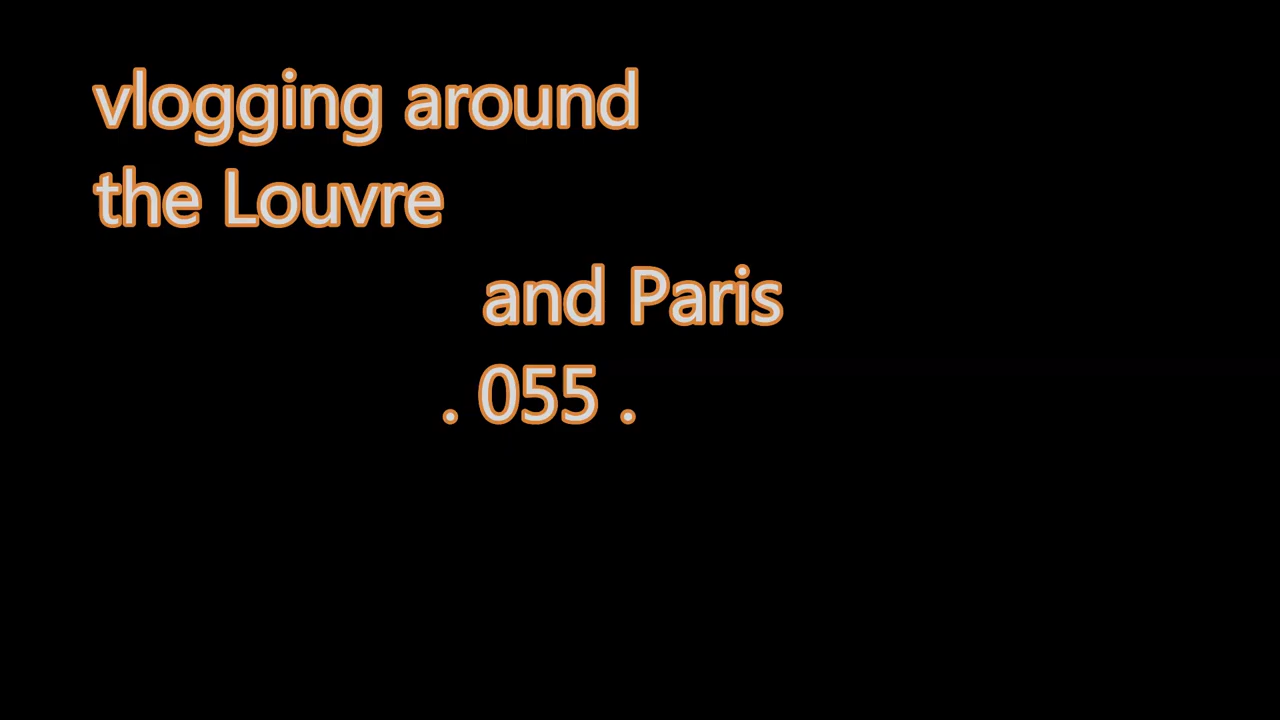 vlogging around
the Louvre
and Paris
. 055 .